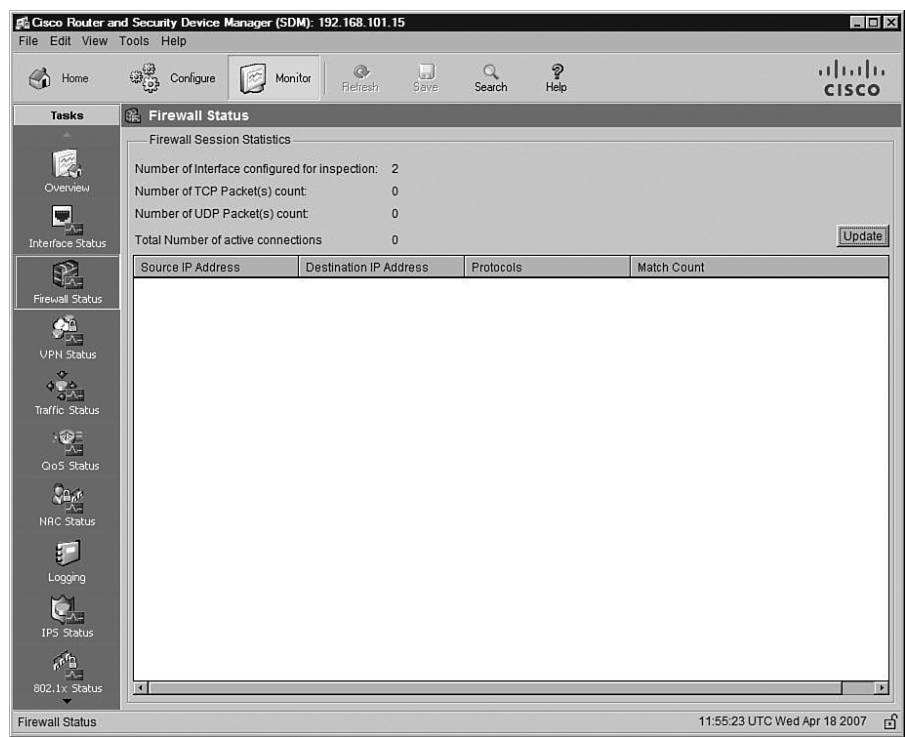 Cisco Router and Security Device Manager (SDM): 192.168.101.15
File Edit View Tools Help
Home Configure Monitor Refresh Save Search Help
CISCO
Tasks
Firewall Status
Firewall Session Statistics
Number of Interface configured for inspection: 2
Number of TCP Packet(s) count: 0
Number of UDP Packet(s) count: 0
Total Number of active connections 0
Update
Source IP Address Destination IP Address Protocols Match Count
Overview
Interface Status
Firewall Status
VPN Status
Traffic Status
QoS Status
NAC Status
Logging
IPS Status
802.1x Status
Firewall Status 11:55:23 UTC Wed Apr 18 2007